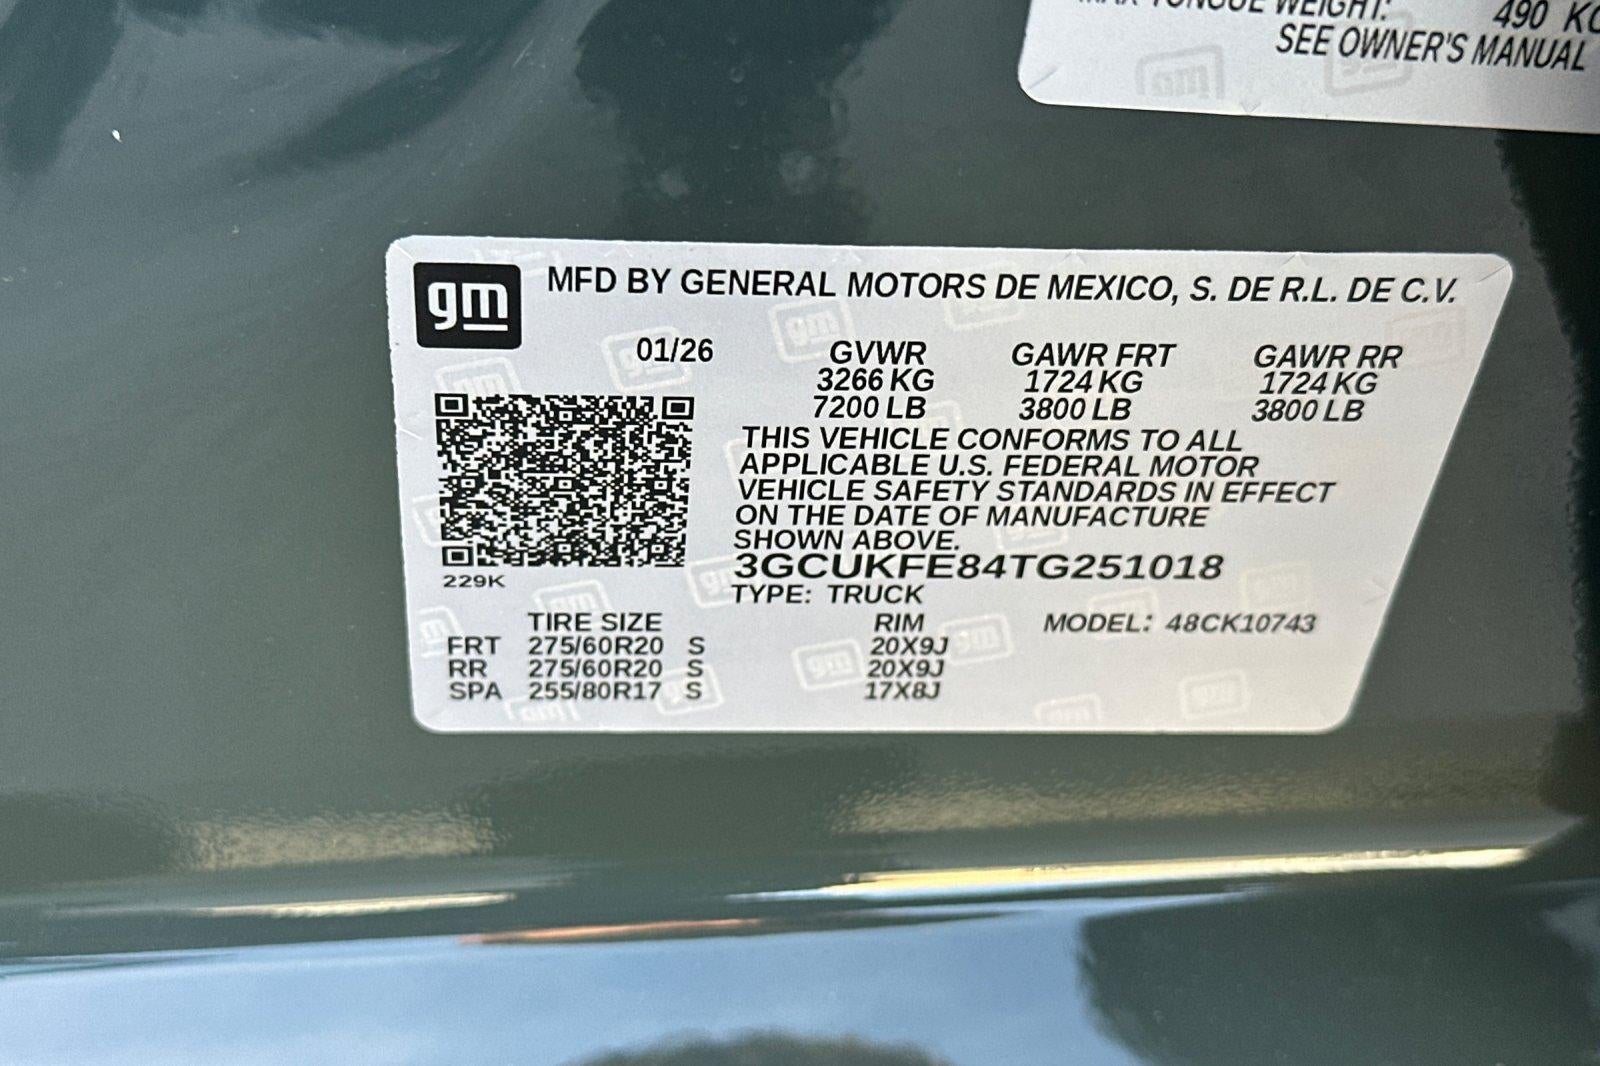 MAX TONGUE WEIGHT: 490 KG
SEE OWNER'S MANUAL
gm
MFD BY GENERAL MOTORS DE MEXICO, S. DE R.L. DE C.V.
01/26 GVWR GAWR FRT GAWR RR
3266 KG 1724 KG 1724 KG
7200 LB 3800 LB 3800 LB
THIS VEHICLE CONFORMS TO ALL
APPLICABLE U.S. FEDERAL MOTOR
VEHICLE SAFETY STANDARDS IN EFFECT
ON THE DATE OF MANUFACTURE
SHOWN ABOVE.
3GCUKFE84TG251018
229K
TYPE: TRUCK
TIRE SIZE RIM MODEL: 48CK10743
FRT 275/60R20 S 20X9J
RR 275/60R20 S 20X9J
SPA 255/80R17 S 17X8J